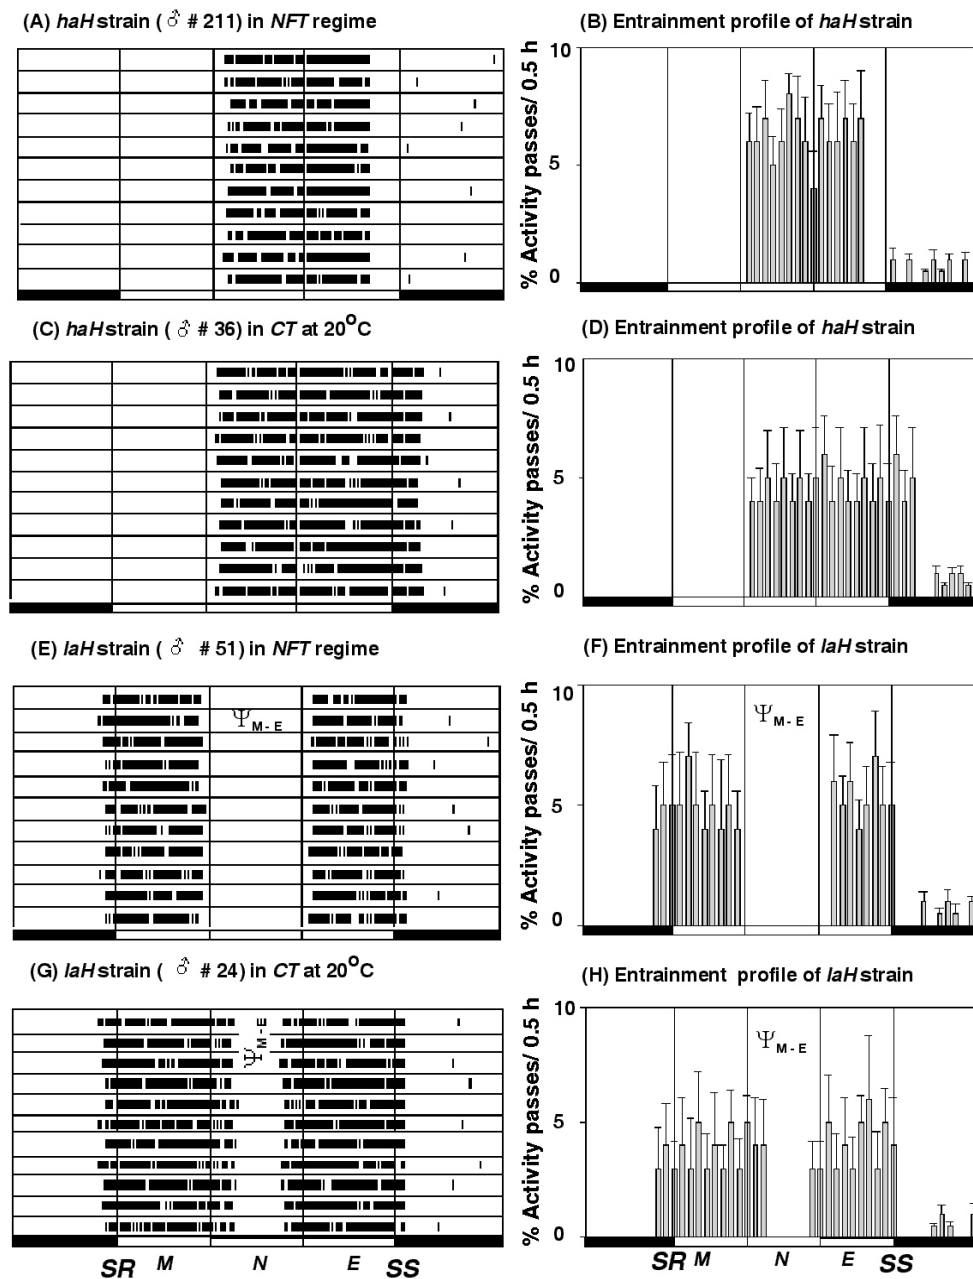 (A) haH strain ( ♂ # 211) in NFT regime
(B) Entrainment profile of haH strain
% Activity passes/ 0.5 h
10
5
0
(C) haH strain ( ♂ # 36) in CT at 20°C
(D) Entrainment profile of haH strain
% Activity passes/ 0.5 h
10
5
0
(E) laH strain ( ♂ # 51) in NFT regime
(F) Entrainment profile of laH strain
ΨM - E
% Activity passes/ 0.5 h
10
5
0
ΨM - E
(G) laH strain ( ♂ # 24) in CT at 20°C
(H) Entrainment profile of laH strain
ΨM-E
% Activity passes/ 0.5 h
10
5
0
ΨM - E
SR M N E SS
SR M N E SS